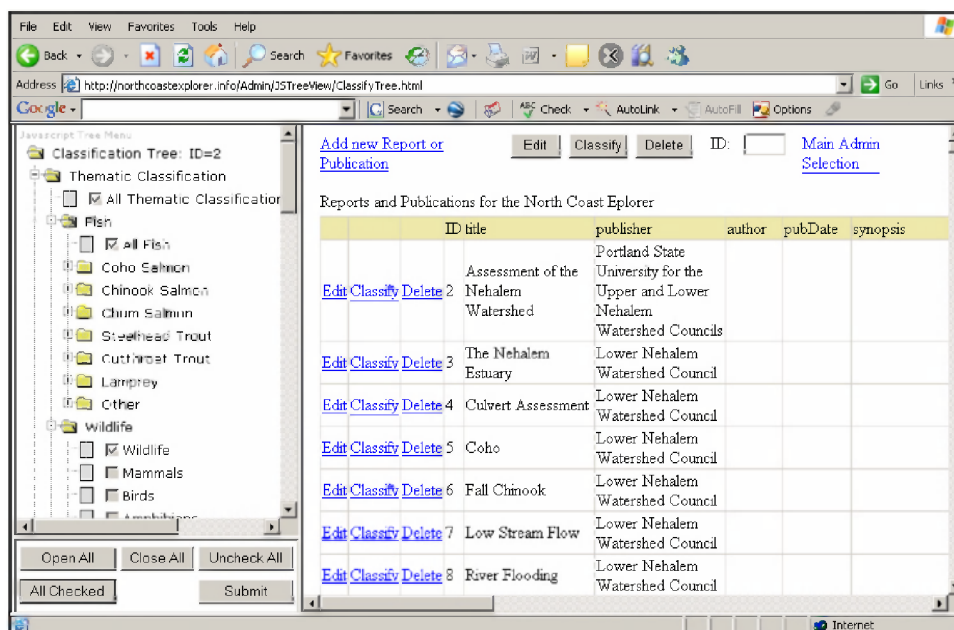 File Edit View Favorites Tools Help
Back Search Favorites
Address http://northcoastexplorer.info/Admin/JSTreeView/ClassifyTree.html Go Links
Google Search ABC Check AutoLink AutoFill Options
Javascript Tree Menu
Classification Tree: ID=2
Thematic Classification
All Thematic Classification
Fish
All Fish
Coho Salmon
Chinook Salmon
Chum Salmon
Steelhead Trout
Cutthroat Trout
Lamprey
Other
Wildlife
Wildlife
Mammals
Birds
Amphibians
Open All Close All Uncheck All
All Checked Submit
Add new Report or
Publication
Edit Classify Delete ID: Main Admin
Selection
Reports and Publications for the North Coast Eplorer
ID title publisher author pubDate synopsis
Edit Classify Delete 2
Assessment of the
Nehalem
Watershed
Portland State
University for the
Upper and Lower
Nehalem
Watershed Councils
Edit Classify Delete 3
The Nehalem
Estuary
Lower Nehalem
Watershed Council
Edit Classify Delete 4 Culvert Assessment
Lower Nehalem
Watershed Council
Edit Classify Delete 5 Coho
Lower Nehalem
Watershed Council
Edit Classify Delete 6 Fall Chinook
Lower Nehalem
Watershed Council
Edit Classify Delete 7 Low Stream Flow
Lower Nehalem
Watershed Council
Edit Classify Delete 8 River Flooding
Lower Nehalem
Watershed Council
Internet